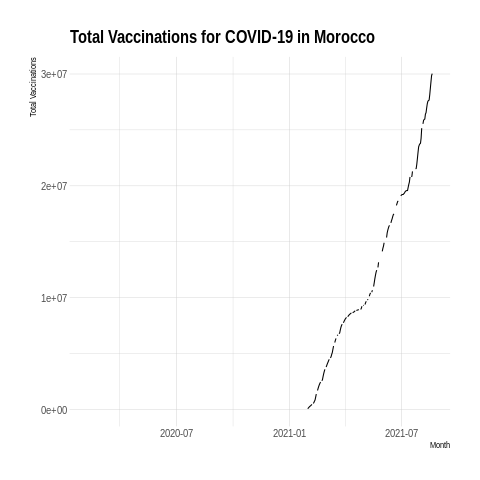 Total Vaccinations for COVID-19 in Morocco
Total Vaccinations
3e+07
2e+07
1e+07
0e+00
2020-07
2021-01
2021-07
Month